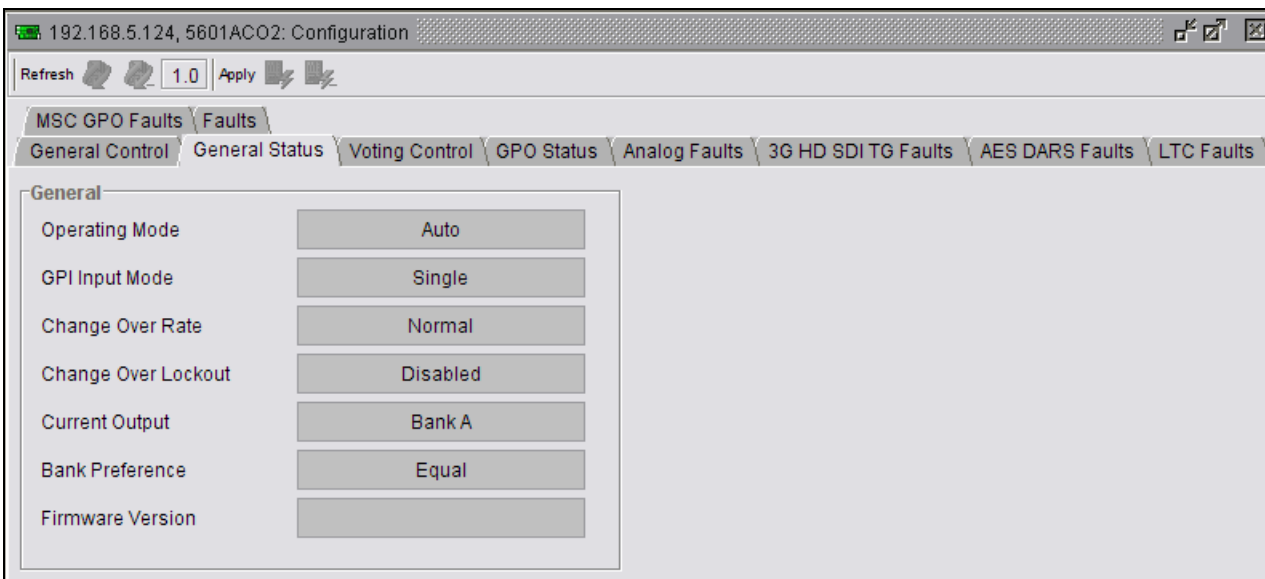 192.168.5.124, 5601ACO2: Configuration
Refresh 1.0 Apply
MSC GPO Faults Faults
General Control General Status Voting Control GPO Status Analog Faults 3G HD SDI TG Faults AES DARS Faults LTC Faults
General
Operating Mode Auto
GPI Input Mode Single
Change Over Rate Normal
Change Over Lockout Disabled
Current Output Bank A
Bank Preference Equal
Firmware Version